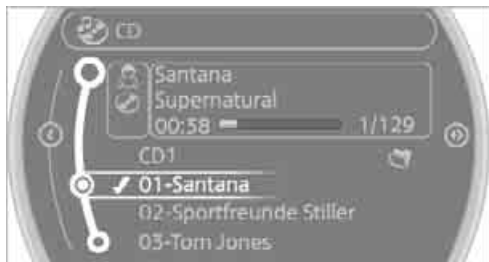 CD
Santana
Supernatural
00:58 1/129
CD1
01-Santana
02-Sportfreunde Stiller
03-Tom Jones